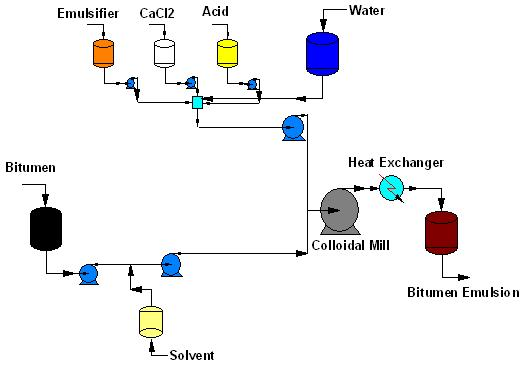 Emulsifier
CaCl2
Acid
Water
Heat Exchanger
Bitumen
Colloidal Mill
Bitumen Emulsion
Solvent